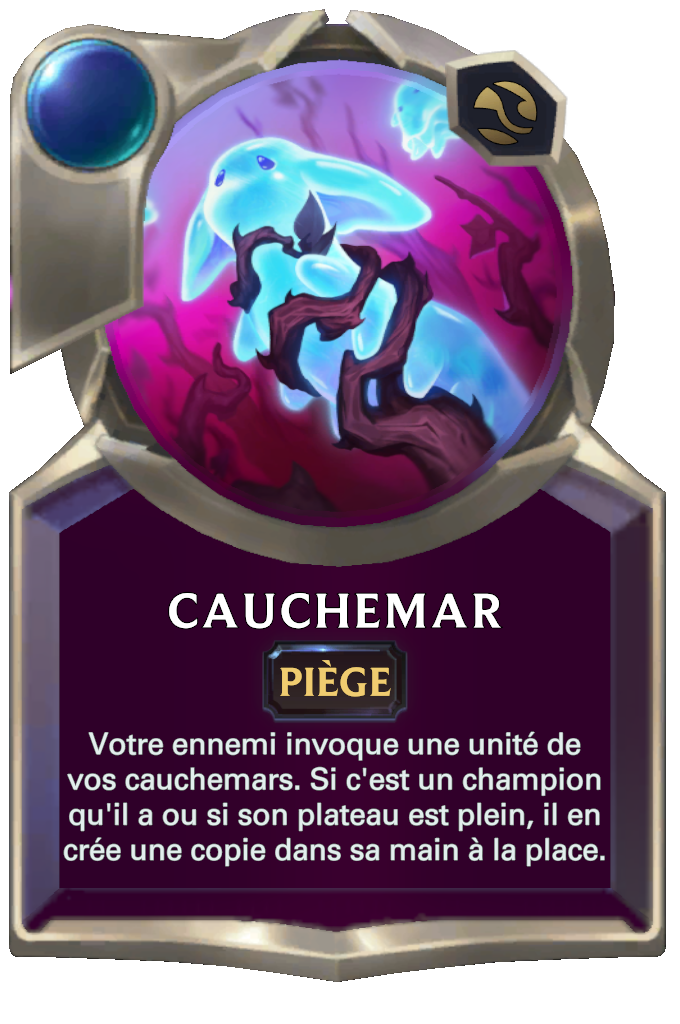 CAUCHEMAR
PIÈGE
Votre ennemi invoque une unité de
vos cauchemars. Si c'est un champion
qu'il a ou si son plateau est plein, il en
crée une copie dans sa main à la place.